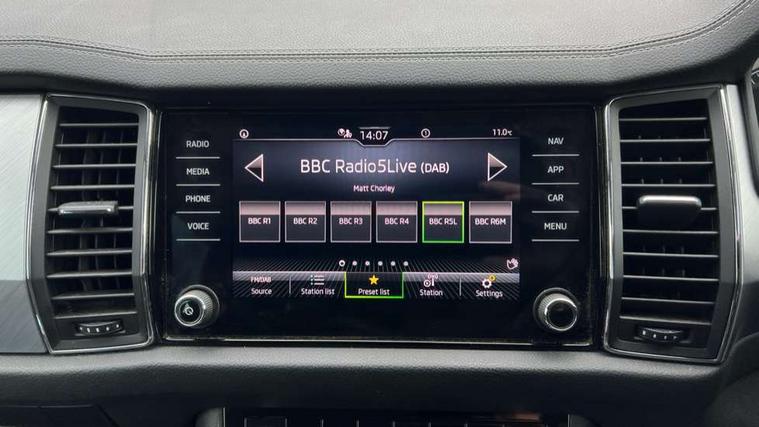 RADIO
MEDIA
PHONE
VOICE
14:07
11.0°C
BBC Radio5Live (DAB)
Matt Chorley
BBC R1 BBC R2 BBC R3 BBC R4 BBC R5L BBC R6M
FM/DAB
Source Station list Preset list Station Settings
NAV
APP
CAR
MENU